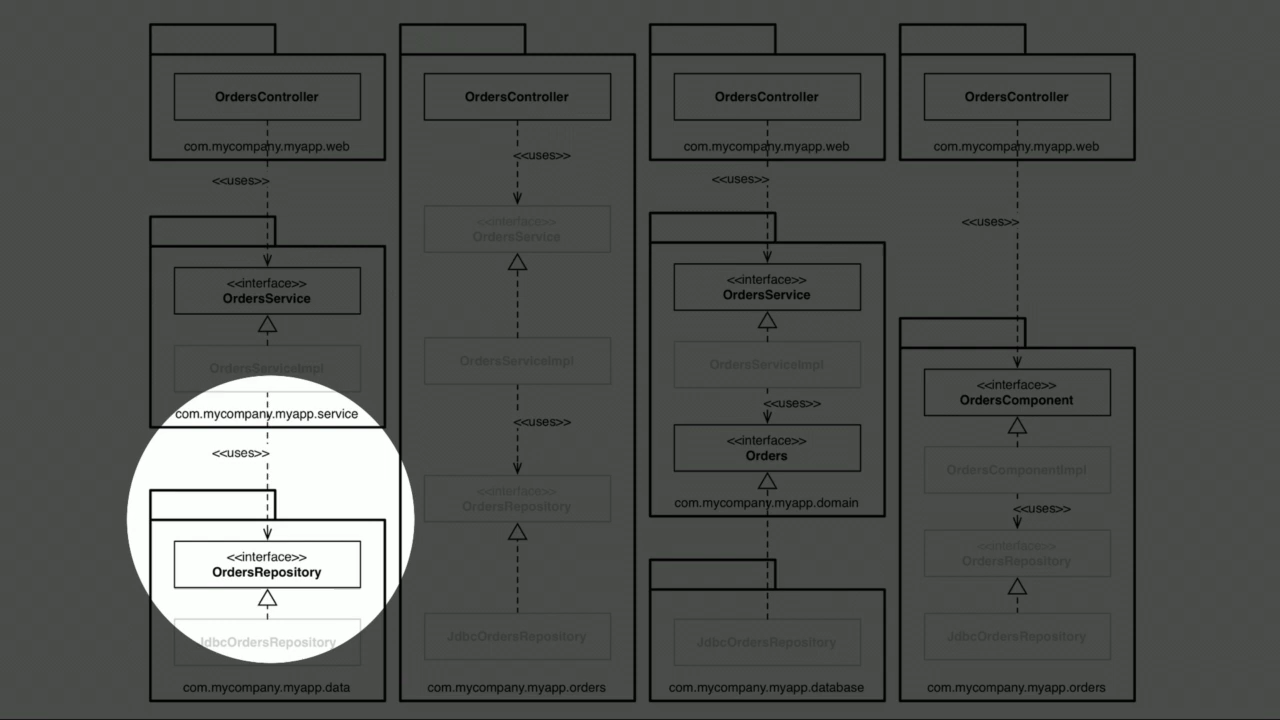 OrdersController
com.mycompany.myapp.web
<<uses>>
<<interface>>
OrdersService
OrdersServiceImpl
com.mycompany.myapp.service
<<uses>>
<<interface>>
OrdersRepository
JdbcOrdersRepository
com.mycompany.myapp.data
OrdersController
<<uses>>
<<interface>>
OrdersService
OrdersServiceImpl
<<uses>>
<<interface>>
OrdersRepository
JdbcOrdersRepository
com.mycompany.myapp.orders
OrdersController
com.mycompany.myapp.web
<<uses>>
<<interface>>
OrdersService
OrdersServiceImpl
<<uses>>
<<interface>>
Orders
com.mycompany.myapp.domain
JdbcOrdersRepository
com.mycompany.myapp.database
OrdersController
com.mycompany.myapp.web
<<uses>>
<<interface>>
OrdersComponent
OrdersComponentImpl
<<uses>>
<<interface>>
OrdersRepository
JdbcOrdersRepository
com.mycompany.myapp.orders